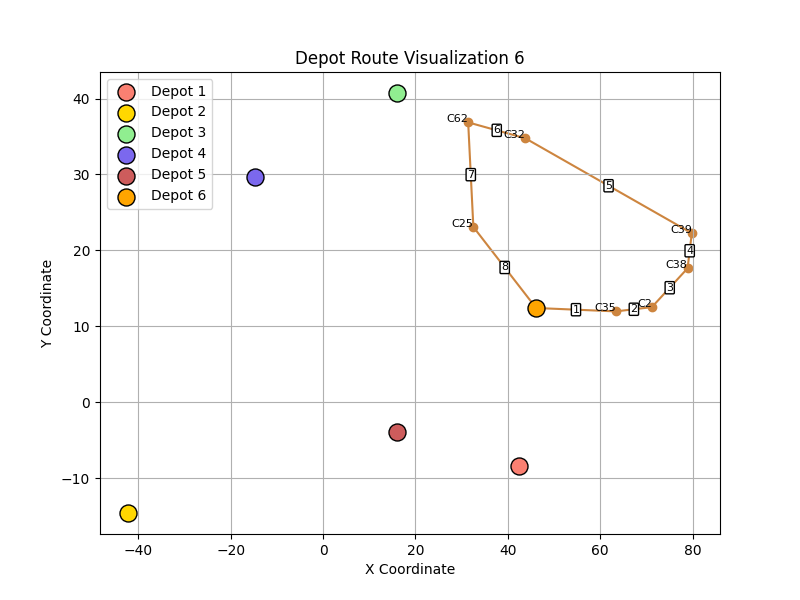 Depot Route Visualization 6
Depot 1
Depot 2
Depot 3
Depot 4
Depot 5
Depot 6
C62
6
C32
7
5
C25
C39
4
C38
8
3
C35
C2
1
2
40
30
20
10
0
−10
Y Coordinate
−40
−20
0
20
40
60
80
X Coordinate